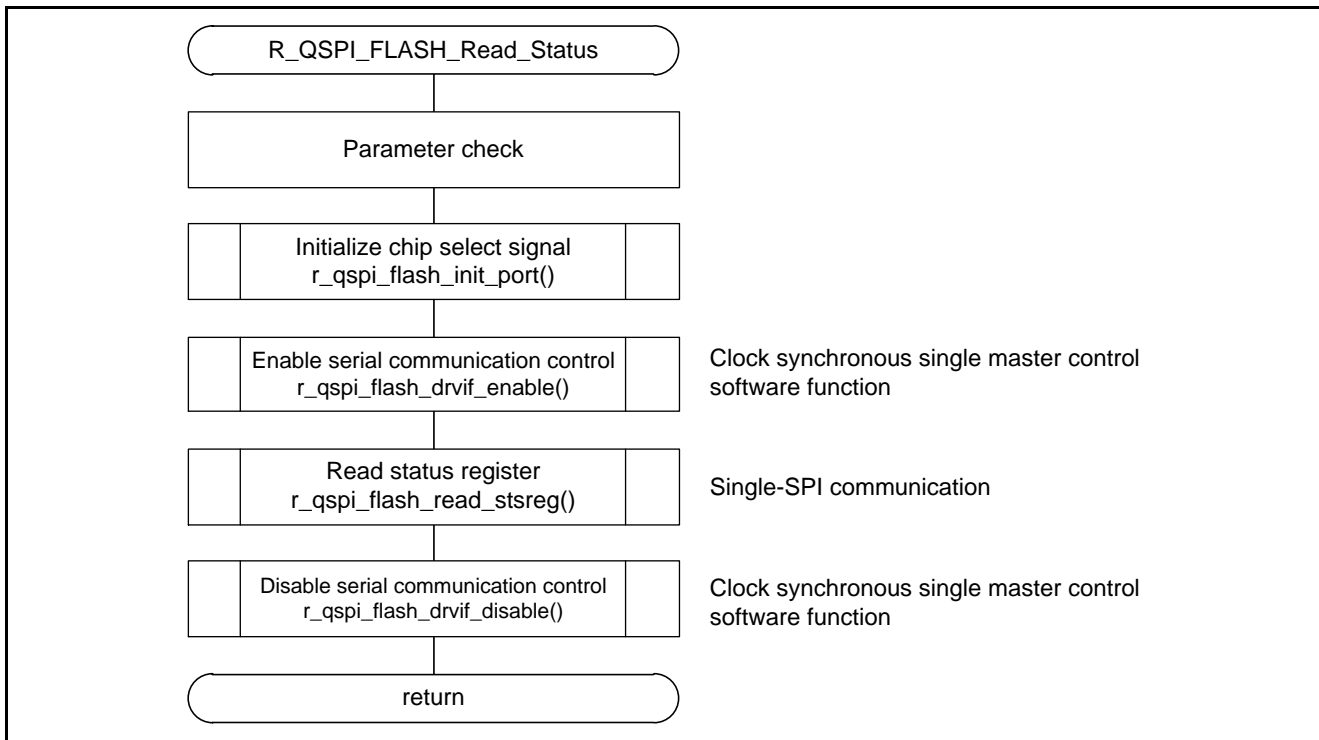 R_QSPI_FLASH_Read_Status
Parameter check
Initialize chip select signal
r_qspi_flash_init_port()
Enable serial communication control
r_qspi_flash_drvif_enable()
Clock synchronous single master control
software function
Read status register
r_qspi_flash_read_stsreg()
Single-SPI communication
Disable serial communication control
r_qspi_flash_drvif_disable()
Clock synchronous single master control
software function
return